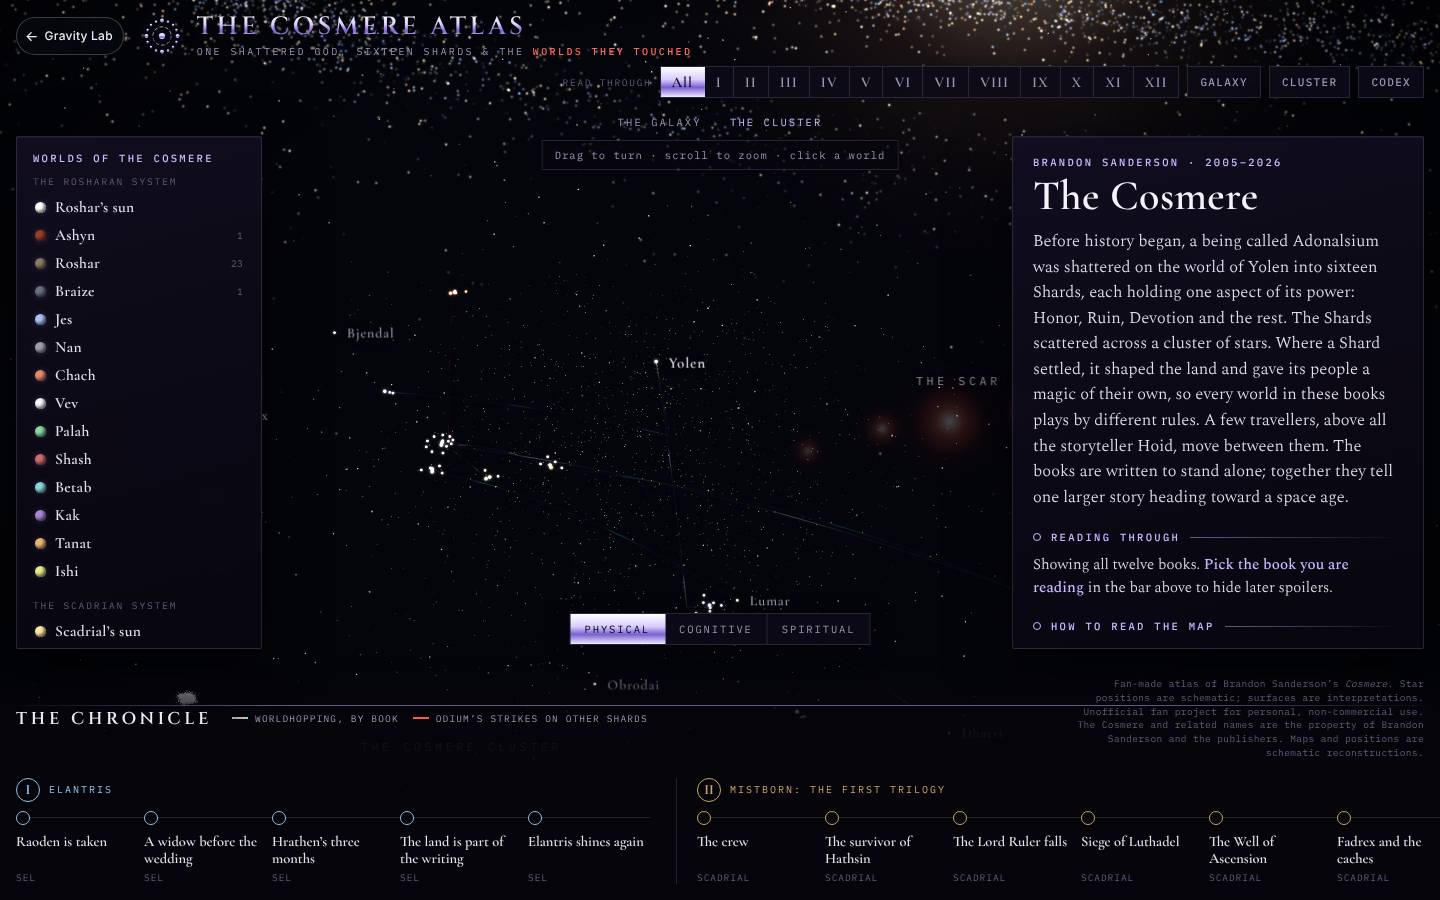 ← Gravity Lab
THE COSMERE ATLAS
ONE SHATTERED GOD, SIXTEEN SHARDS & THE WORLDS THEY TOUCHED
READ THROUGH All I II III IV V VI VII VIII IX X XI XII GALAXY CLUSTER CODEX
THE GALAXY · THE CLUSTER
Drag to turn · scroll to zoom · click a world
WORLDS OF THE COSMERE
THE ROSHARAN SYSTEM
Roshar's sun
Ashyn 1
Roshar 23
Braize 1
Jes
Nan
Chach
Vev
Palah
Shash
Betab
Kak
Tanat
Ishi
THE SCADRIAN SYSTEM
Scadrial's sun
x
Bjendal
Yolen
THE SCAR
Lumar
PHYSICAL COGNITIVE SPIRITUAL
Obrodai
THE COSMERE CLUSTER
BRANDON SANDERSON · 2005–2026
The Cosmere
Before history began, a being called Adonalsium
was shattered on the world of Yolen into sixteen
Shards, each holding one aspect of its power:
Honor, Ruin, Devotion and the rest. The Shards
scattered across a cluster of stars. Where a Shard
settled, it shaped the land and gave its people a
magic of their own, so every world in these books
plays by different rules. A few travellers, above all
the storyteller Hoid, move between them. The
books are written to stand alone; together they tell
one larger story heading toward a space age.
READING THROUGH
Showing all twelve books. Pick the book you are
reading in the bar above to hide later spoilers.
HOW TO READ THE MAP
Fan-made atlas of Brandon Sanderson's Cosmere. Star
positions are schematic; surfaces are interpretations.
Unofficial fan project for personal, non-commercial use.
The Cosmere and related names are the property of Brandon
Sanderson and the publishers. Maps and positions are
schematic reconstructions.
THE CHRONICLE
WORLDHOPPING, BY BOOK
ODIUM'S STRIKES ON OTHER SHARDS
I ELANTRIS
Raoden is taken
SEL
A widow before the
wedding
SEL
Hrathen's three
months
SEL
The land is part of
the writing
SEL
Elantris shines again
SEL
II MISTBORN: THE FIRST TRILOGY
The crew
SCADRIAL
The survivor of
Hathsin
SCADRIAL
The Lord Ruler falls
SCADRIAL
Siege of Luthadel
SCADRIAL
The Well of
Ascension
SCADRIAL
Fadrex and the
caches
SCADRIAL